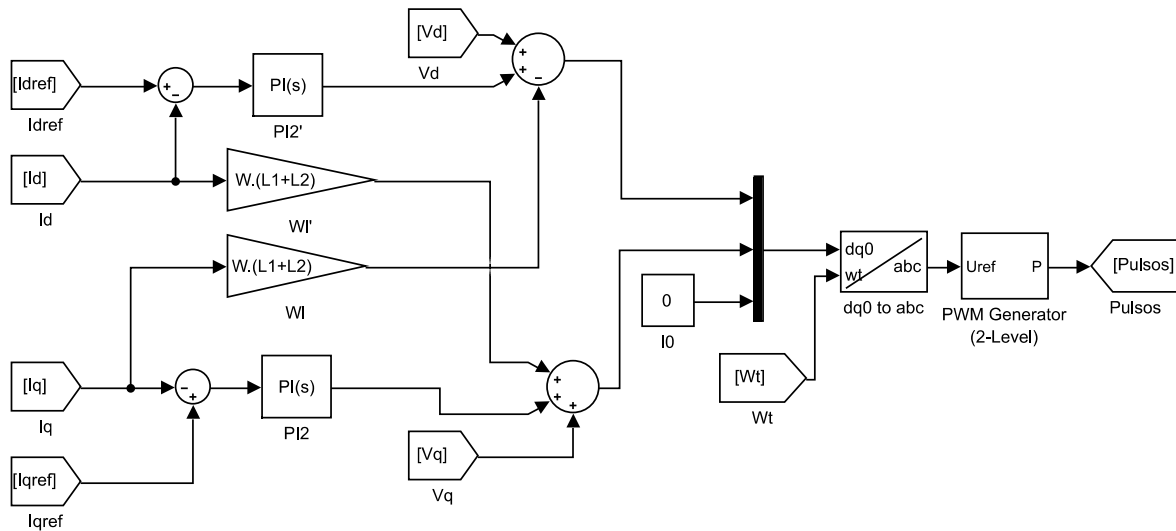 [Vd]
Vd
[Idref]
Idref
PI(s)
PI2'
[Id]
Id
W.(L1+L2)
Wl'
W.(L1+L2)
Wl
[Iq]
Iq
PI(s)
PI2
[Iqref]
Iqref
[Vq]
Vq
0
I0
[Wt]
Wt
dq0
wt
abc
dq0 to abc
Uref
P
PWM Generator
(2-Level)
[Pulsos]
Pulsos